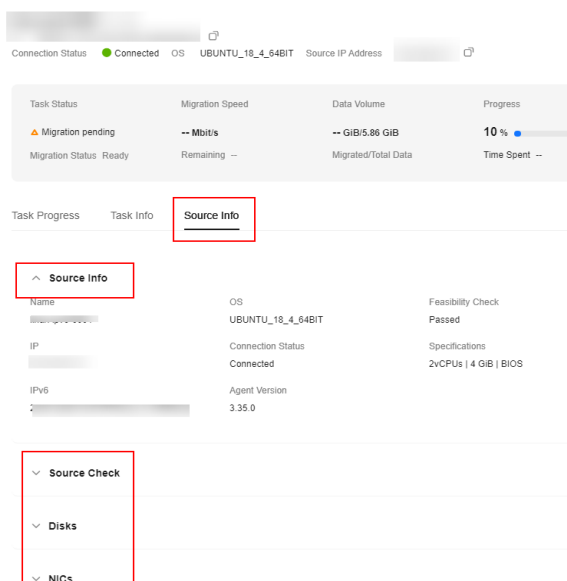 Connection Status Connected OS UBUNTU_18_4_64BIT Source IP Address
Task Status Migration Speed Data Volume Progress
Migration pending -- Mbit/s -- GiB/5.86 GiB 10 %
Migration Status Ready Remaining -- Migrated/Total Data Time Spent --
Task Progress Task Info Source Info
Source Info
Name OS Feasibility Check
UBUNTU_18_4_64BIT Passed
IP Connection Status Specifications
Connected 2vCPUs | 4 GiB | BIOS
IPv6 Agent Version
3.35.0
Source Check
Disks
NICs